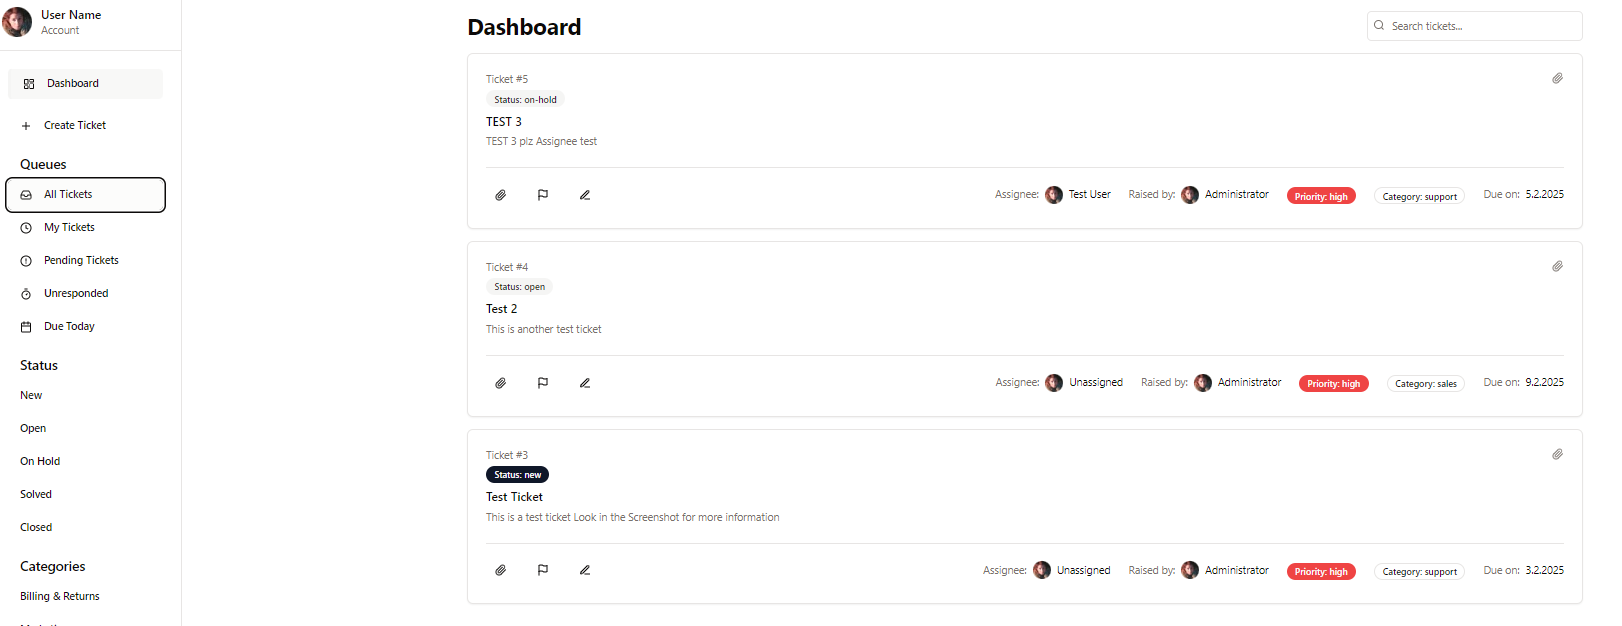 User Name
Account
Dashboard
Create Ticket
Queues
All Tickets
My Tickets
Pending Tickets
Unresponded
Due Today
Status
New
Open
On Hold
Solved
Closed
Categories
Billing & Returns
Dashboard
Search tickets...
Ticket #5
Status: on-hold
TEST 3
TEST 3 plz Assignee test
Assignee: Test User Raised by: Administrator Priority: high Category: support Due on: 5.2.2025
Ticket #4
Status: open
Test 2
This is another test ticket
Assignee: Unassigned Raised by: Administrator Priority: high Category: sales Due on: 9.2.2025
Ticket #3
Status: new
Test Ticket
This is a test ticket Look in the Screenshot for more information
Assignee: Unassigned Raised by: Administrator Priority: high Category: support Due on: 3.2.2025